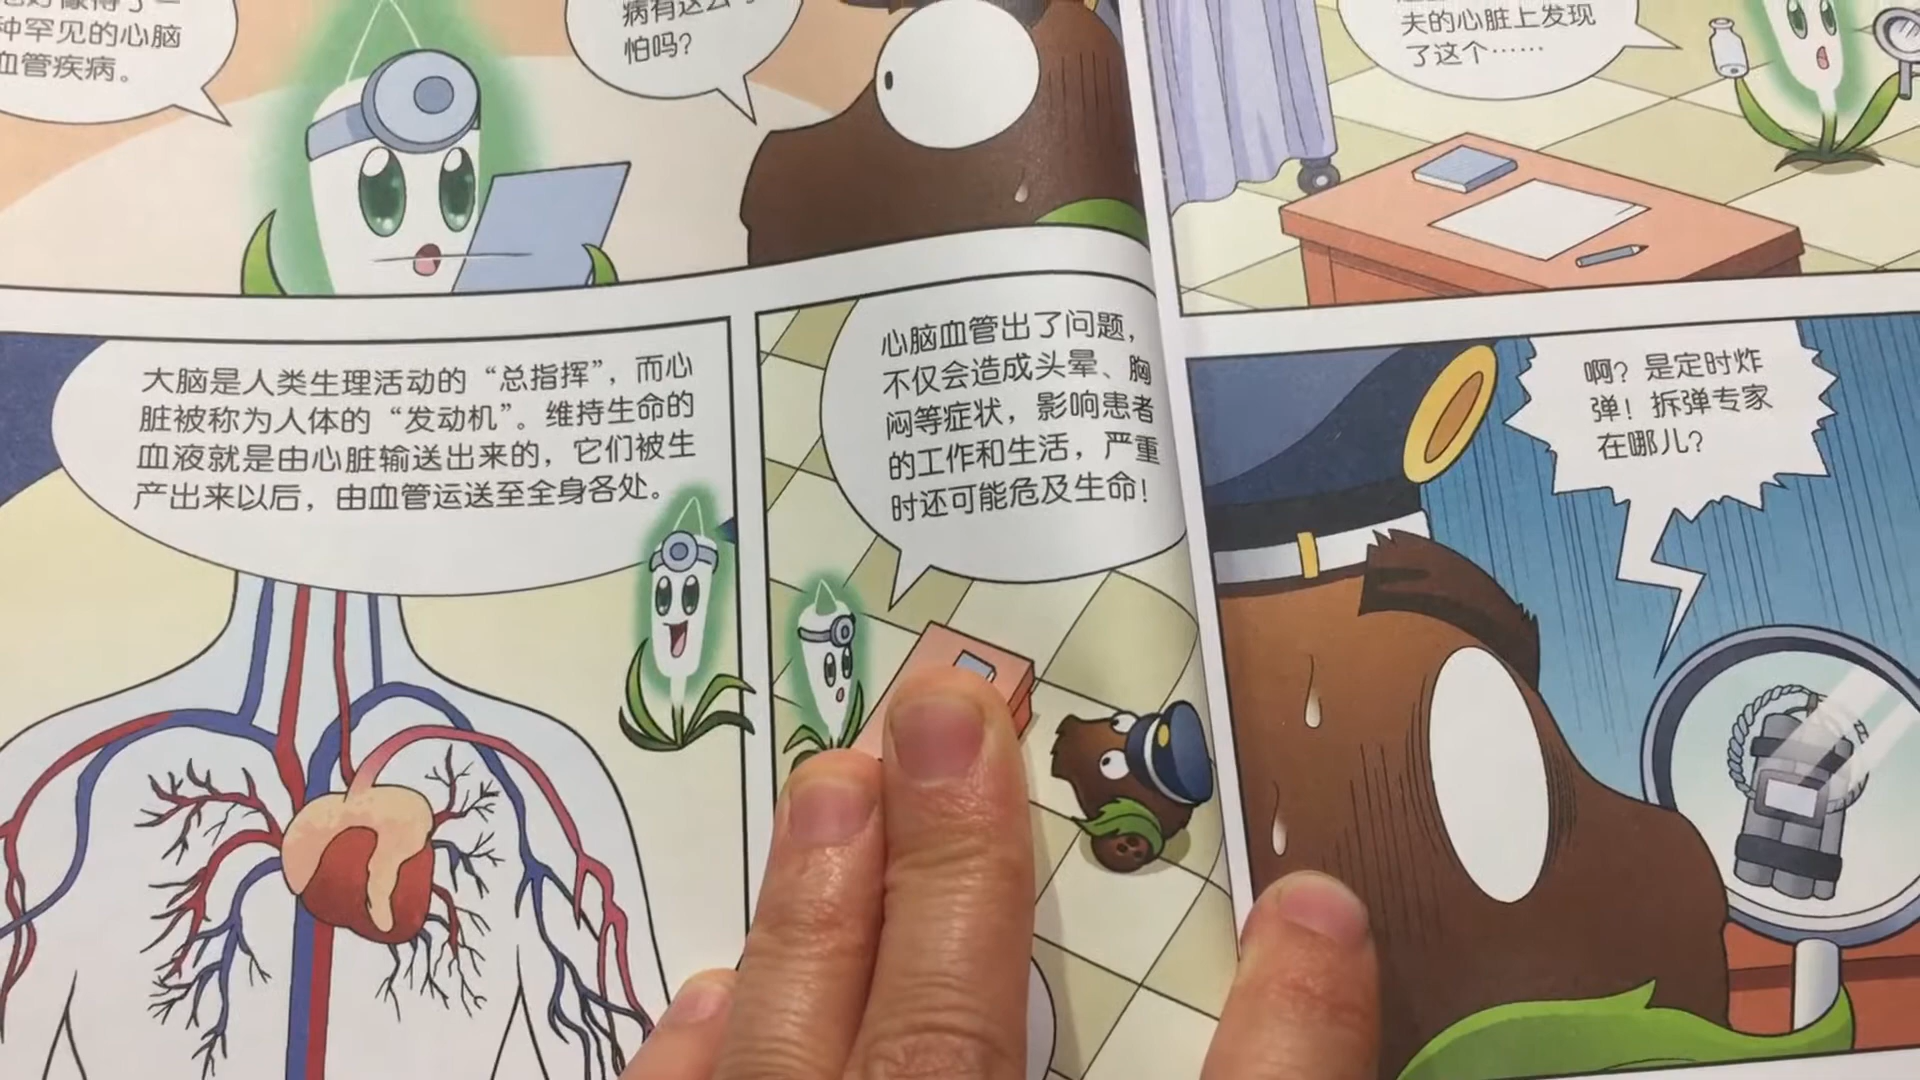 种罕见的心脑
血管疾病。
怕吗？
夫的心脏上发现
了这个……
大脑是人类生理活动的“总指挥”，而心
脏被称为人体的“发动机”。维持生命的
血液就是由心脏输送出来的，它们被生
产出来以后，由血管运送至全身各处。
心脑血管出了问题，
不仅会造成头晕、胸
闷等症状，影响患者
的工作和生活，严重
时还可能危及生命！
啊？是定时炸
弹！拆弹专家
在哪儿？